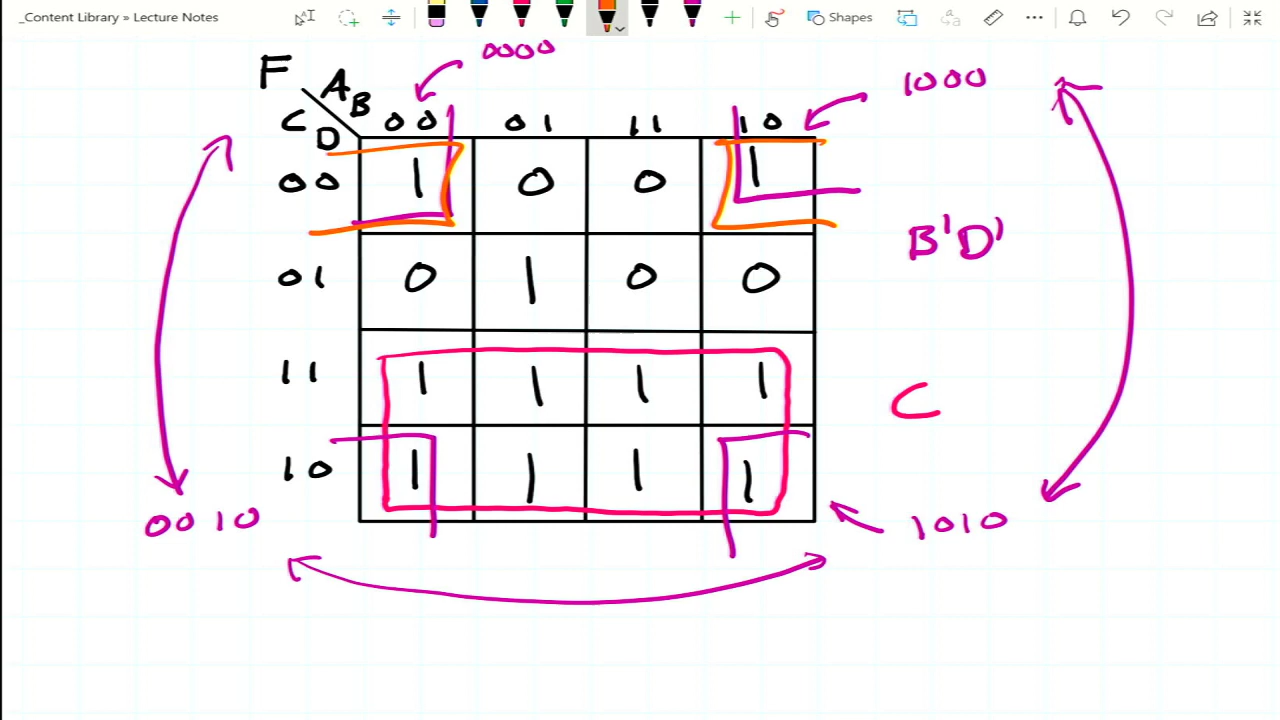 _Content Library » Lecture Notes Shapes
0000
F AB 1000
CD 00 01 11 10
00 1 0 0 1
B'D'
01 0 1 0 0
11 1 1 1 1
C
10 1 1 1 1
0010 1010